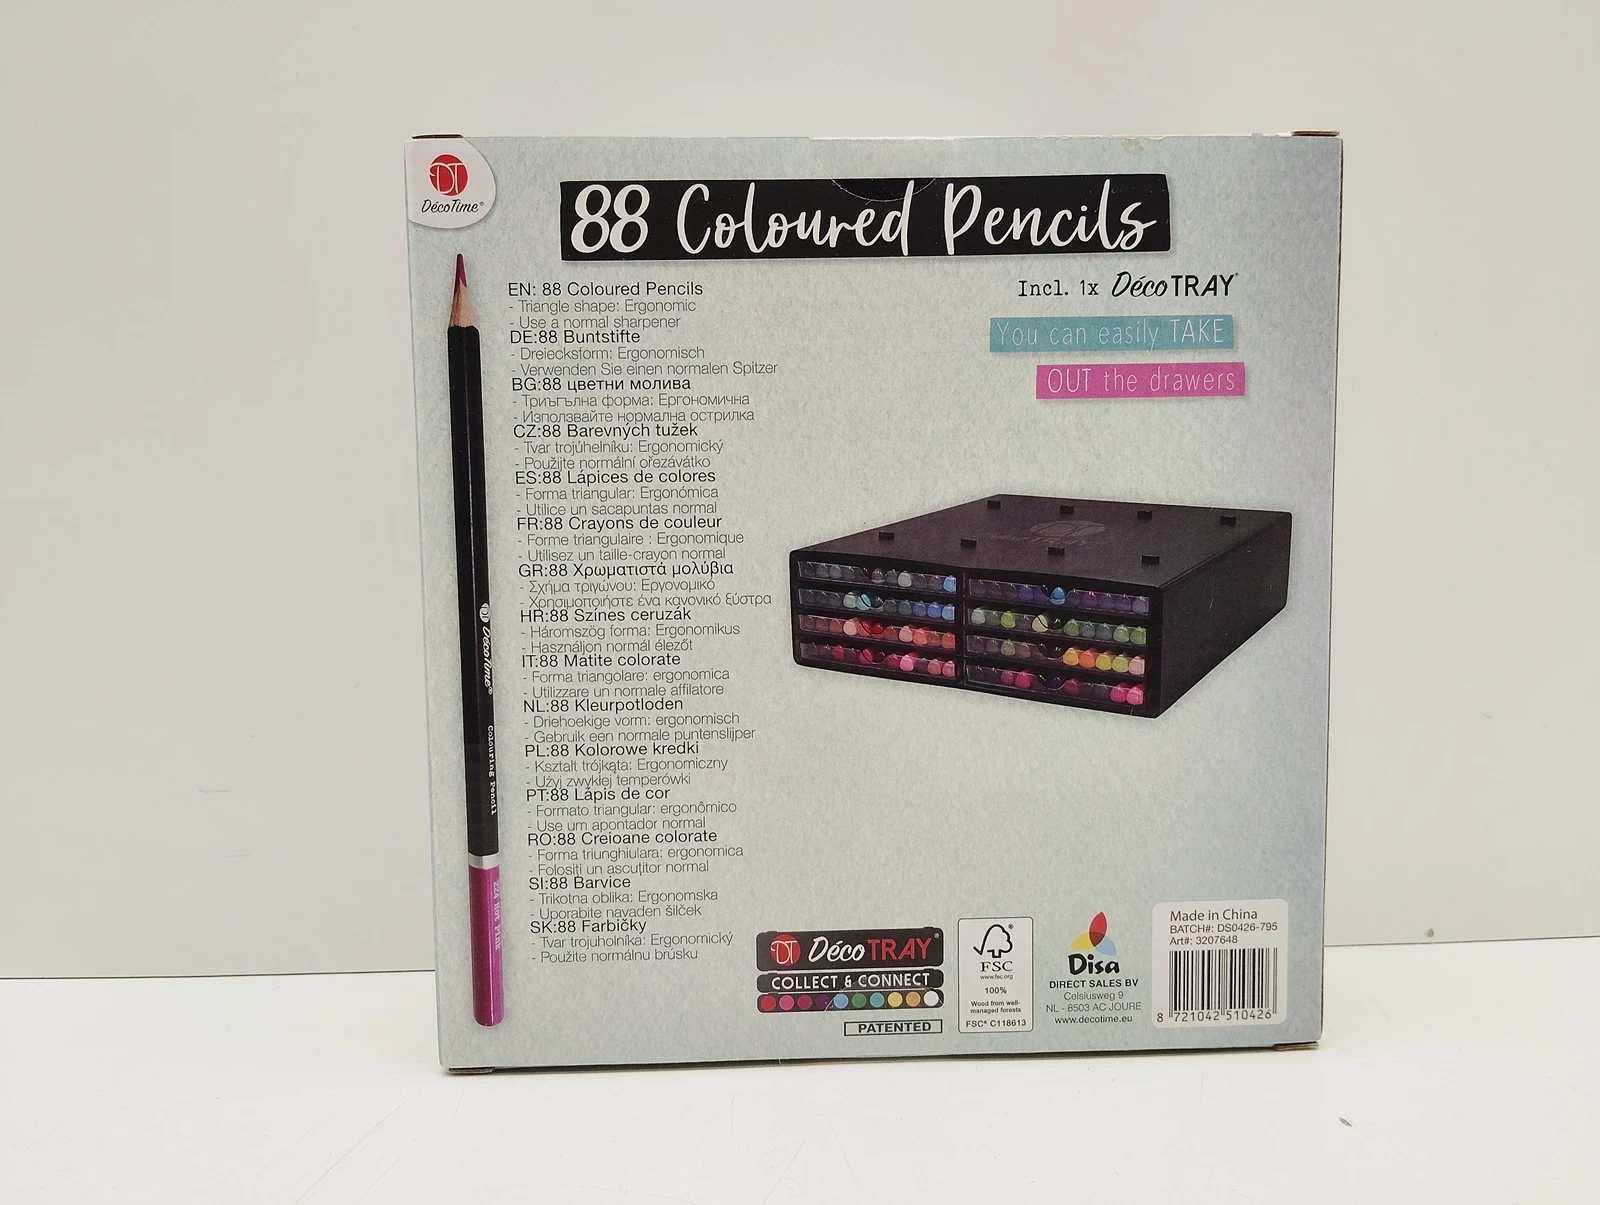 DT
DécoTime®
88 Coloured Pencils
Incl. 1x DécoTRAY®
You can easily TAKE
OUT the drawers
EN: 88 Coloured Pencils
- Triangle shape: Ergonomic
- Use a normal sharpener
DE:88 Buntstifte
- Dreiecksform: Ergonomisch
- Verwenden Sie einen normalen Spitzer
BG:88 цветни молива
- Триъгълна форма: Ергономична
- Използвайте нормална острилка
CZ:88 Barevných tužek
- Tvar trojúhelníku: Ergonomický
- Použijte normální ořezávátko
ES:88 Lápices de colores
- Forma triangular: Ergonómica
- Utilice un sacapuntas normal
FR:88 Crayons de couleur
- Forme triangulaire : Ergonomique
- Utilisez un taille-crayon normal
GR:88 Χρωματιστά μολύβια
- Σχήμα τριγώνου: Εργονομικό
- Χρησιμοποιήστε ένα κανονικό ξύστρα
HR:88 Színes ceruzák
- Háromszög forma: Ergonomikus
- Használjon normál élezőt
IT:88 Matite colorate
- Forma triangolare: ergonomica
- Utilizzare un normale affilatore
NL:88 Kleurpotloden
- Driehoekige vorm: ergonomisch
- Gebruik een normale puntenslijper
PL:88 Kolorowe kredki
- Kształt trójkąta: Ergonomiczny
- Użyj zwykłej temperówki
PT:88 Lápis de cor
- Formato triangular: ergonômico
- Use um apontador normal
RO:88 Creioane colorate
- Forma triunghiulara: ergonomica
- Folosiți un ascuțitor normal
SI:88 Barvice
- Trikotna oblika: Ergonomska
- Uporabite navaden šilček
SK:88 Farbičky
- Tvar trojuholníka: Ergonomický
- Použite normálnu brúsku
DT DécoTime® Colouring Pencil
224 Hot Pink
DT DécoTRAY®
COLLECT & CONNECT
PATENTED
FSC®
www.fsc.org
100%
Wood from well-
managed forests
FSC® C118613
Disa
DIRECT SALES BV
Celsiusweg 9
NL - 8503 AC JOURE
www.decotime.eu
Made in China
BATCH#: DS0426-795
Art#: 3207648
8 721042 510426